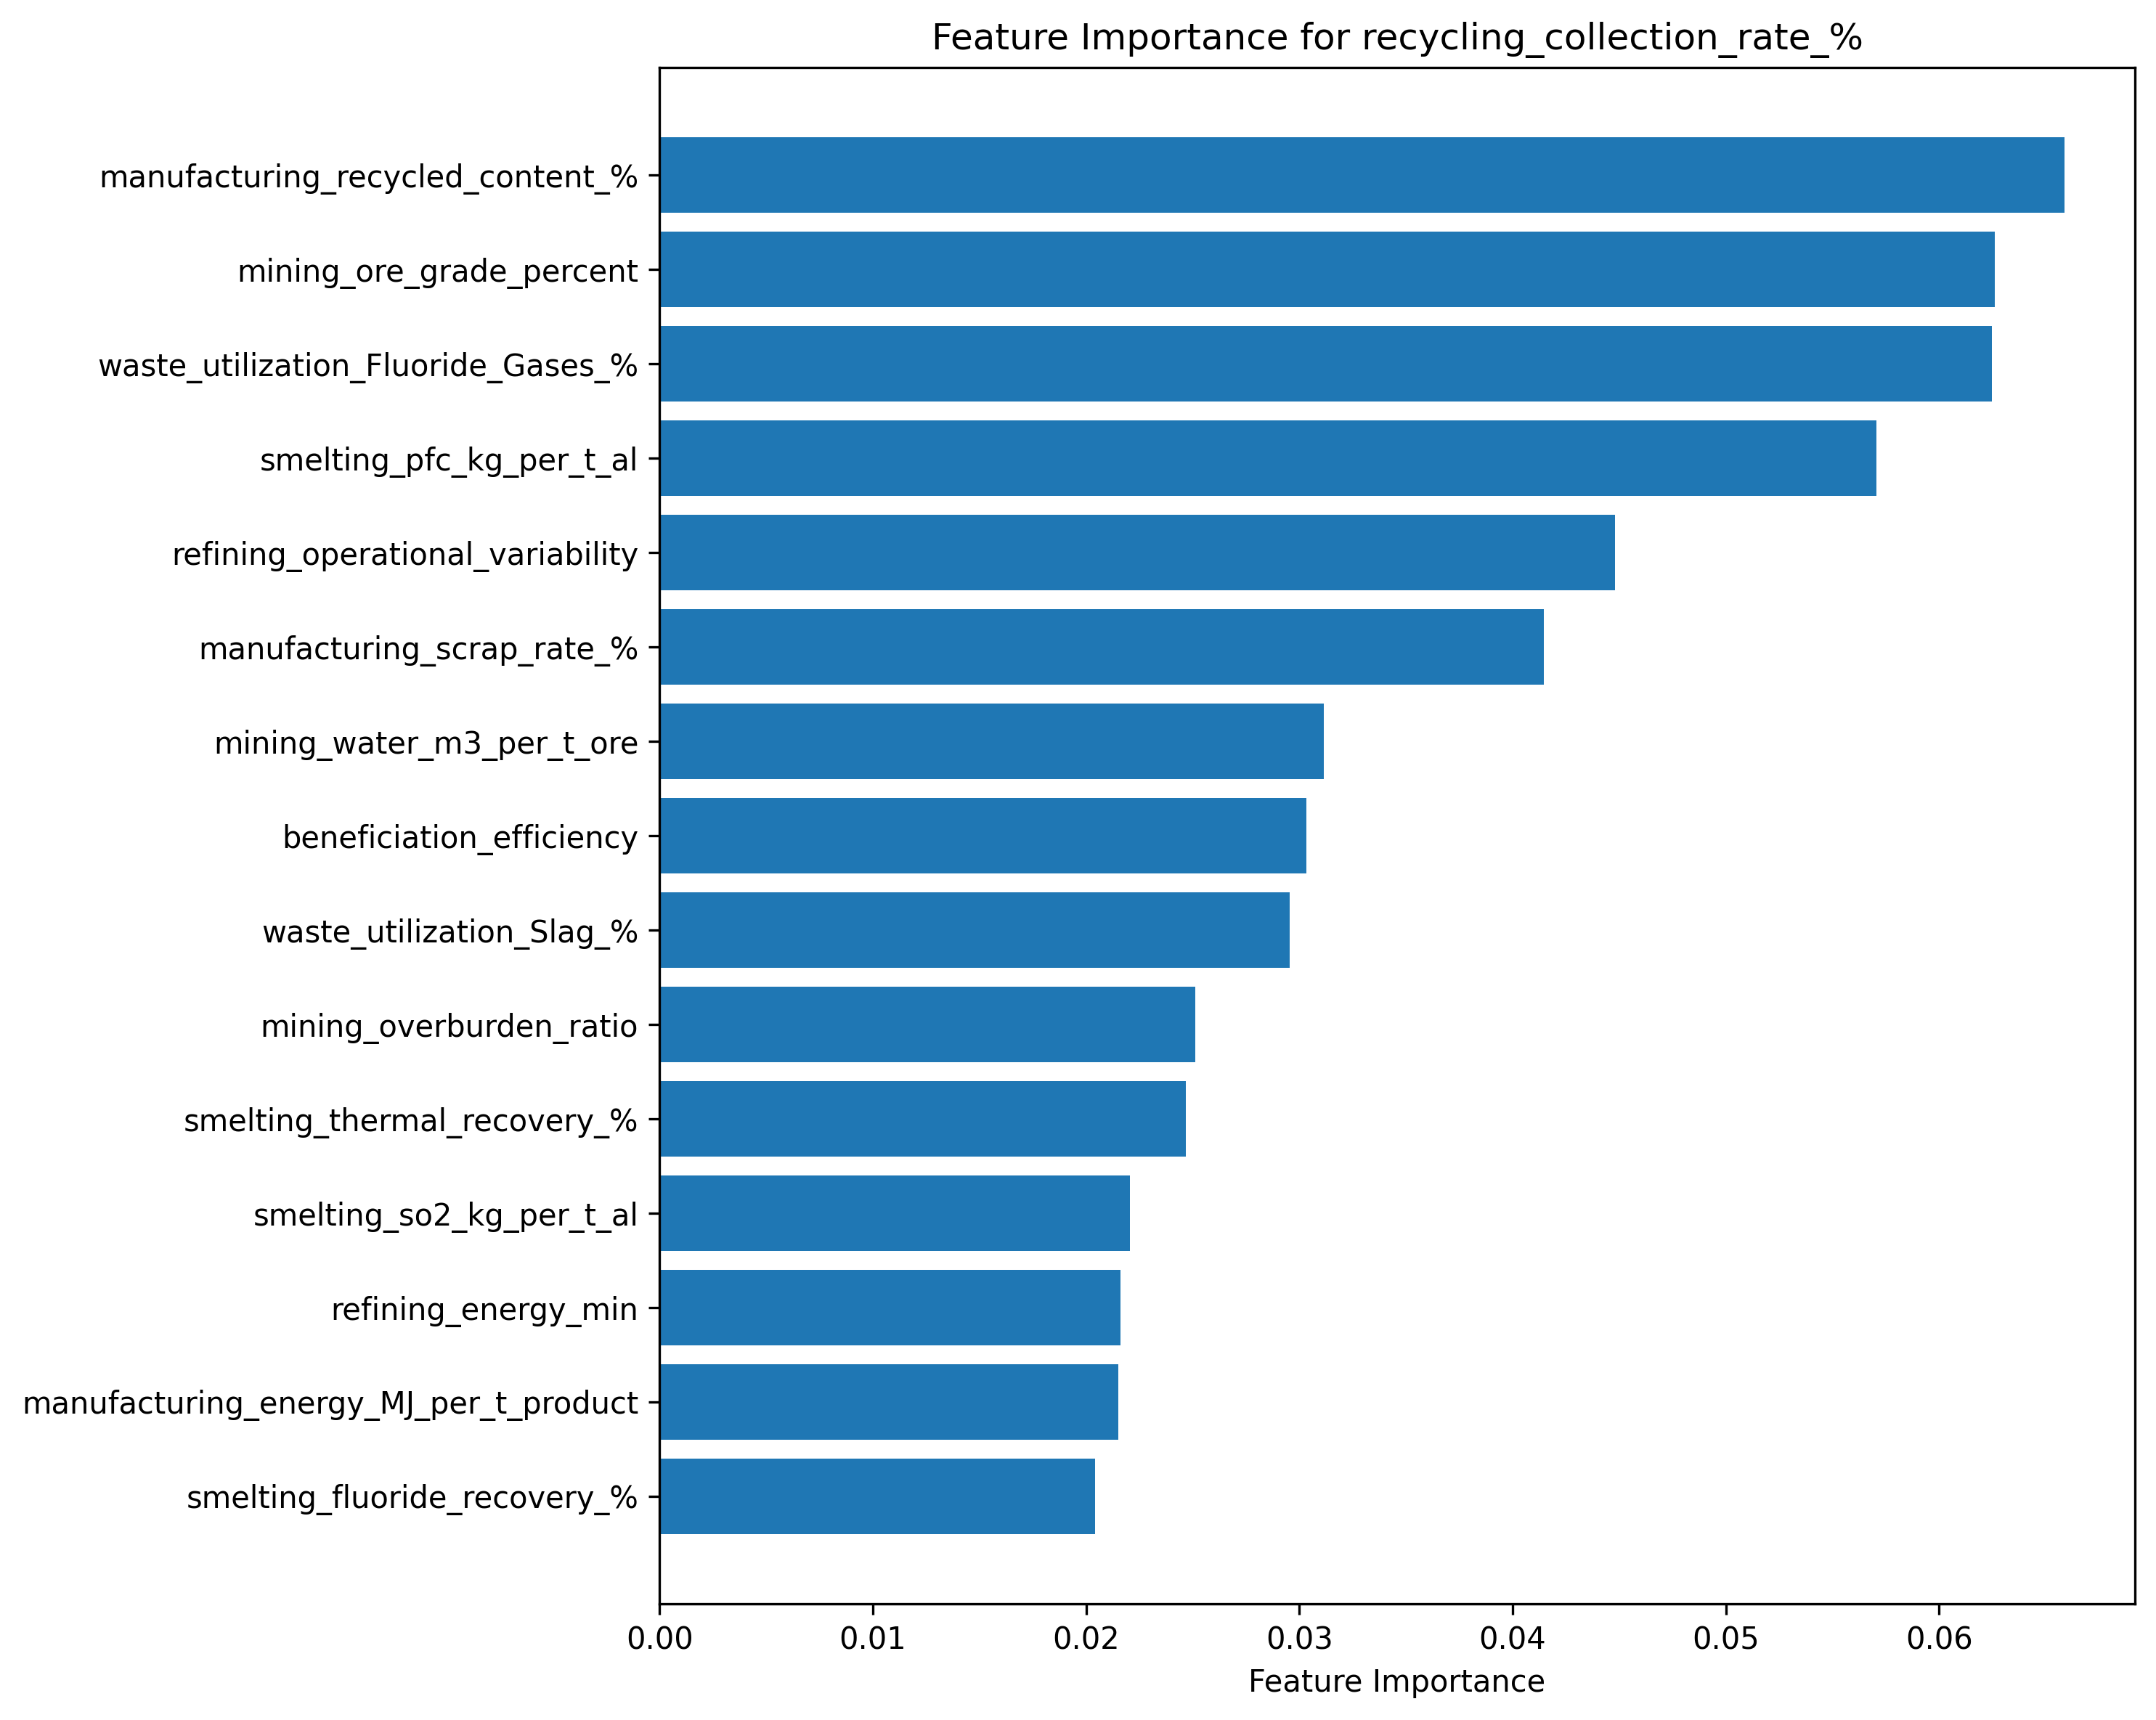 Feature Importance for recycling_collection_rate_%
manufacturing_recycled_content_%
mining_ore_grade_percent
waste_utilization_Fluoride_Gases_%
smelting_pfc_kg_per_t_al
refining_operational_variability
manufacturing_scrap_rate_%
mining_water_m3_per_t_ore
beneficiation_efficiency
waste_utilization_Slag_%
mining_overburden_ratio
smelting_thermal_recovery_%
smelting_so2_kg_per_t_al
refining_energy_min
manufacturing_energy_MJ_per_t_product
smelting_fluoride_recovery_%
0.00 0.01 0.02 0.03 0.04 0.05 0.06
Feature Importance